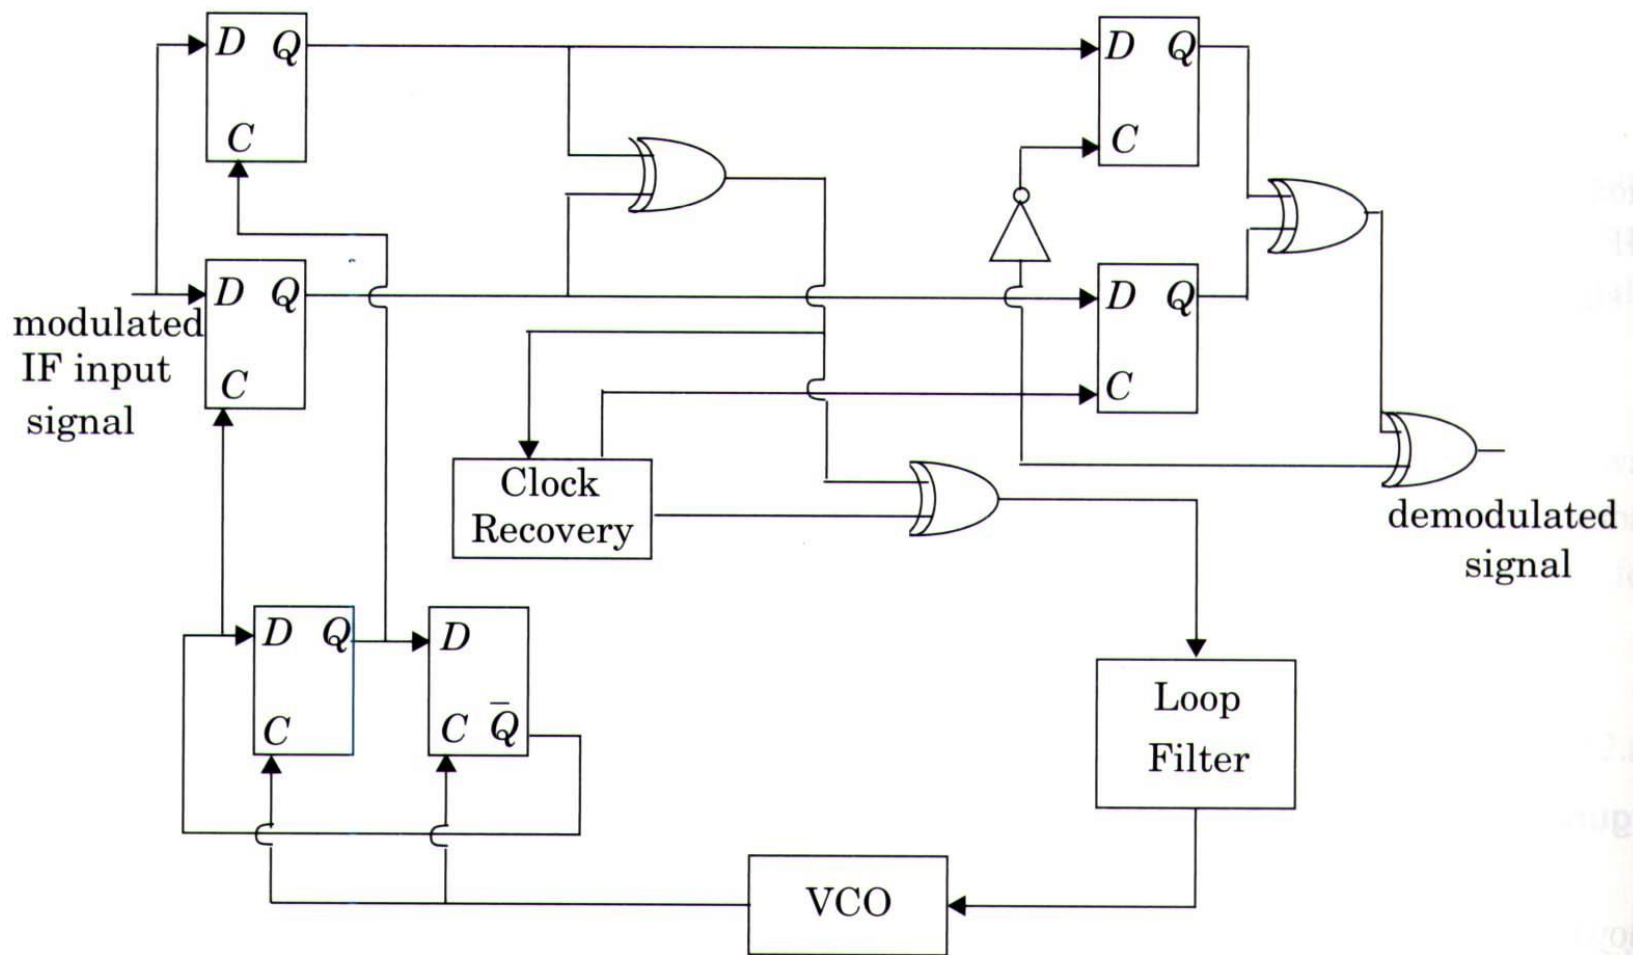 D Q
C
D Q
C
D Q
C
D Q
C
modulated
IF input
signal
Clock
Recovery
demodulated
signal
D Q
C
D
C Q̄
Loop
Filter
VCO